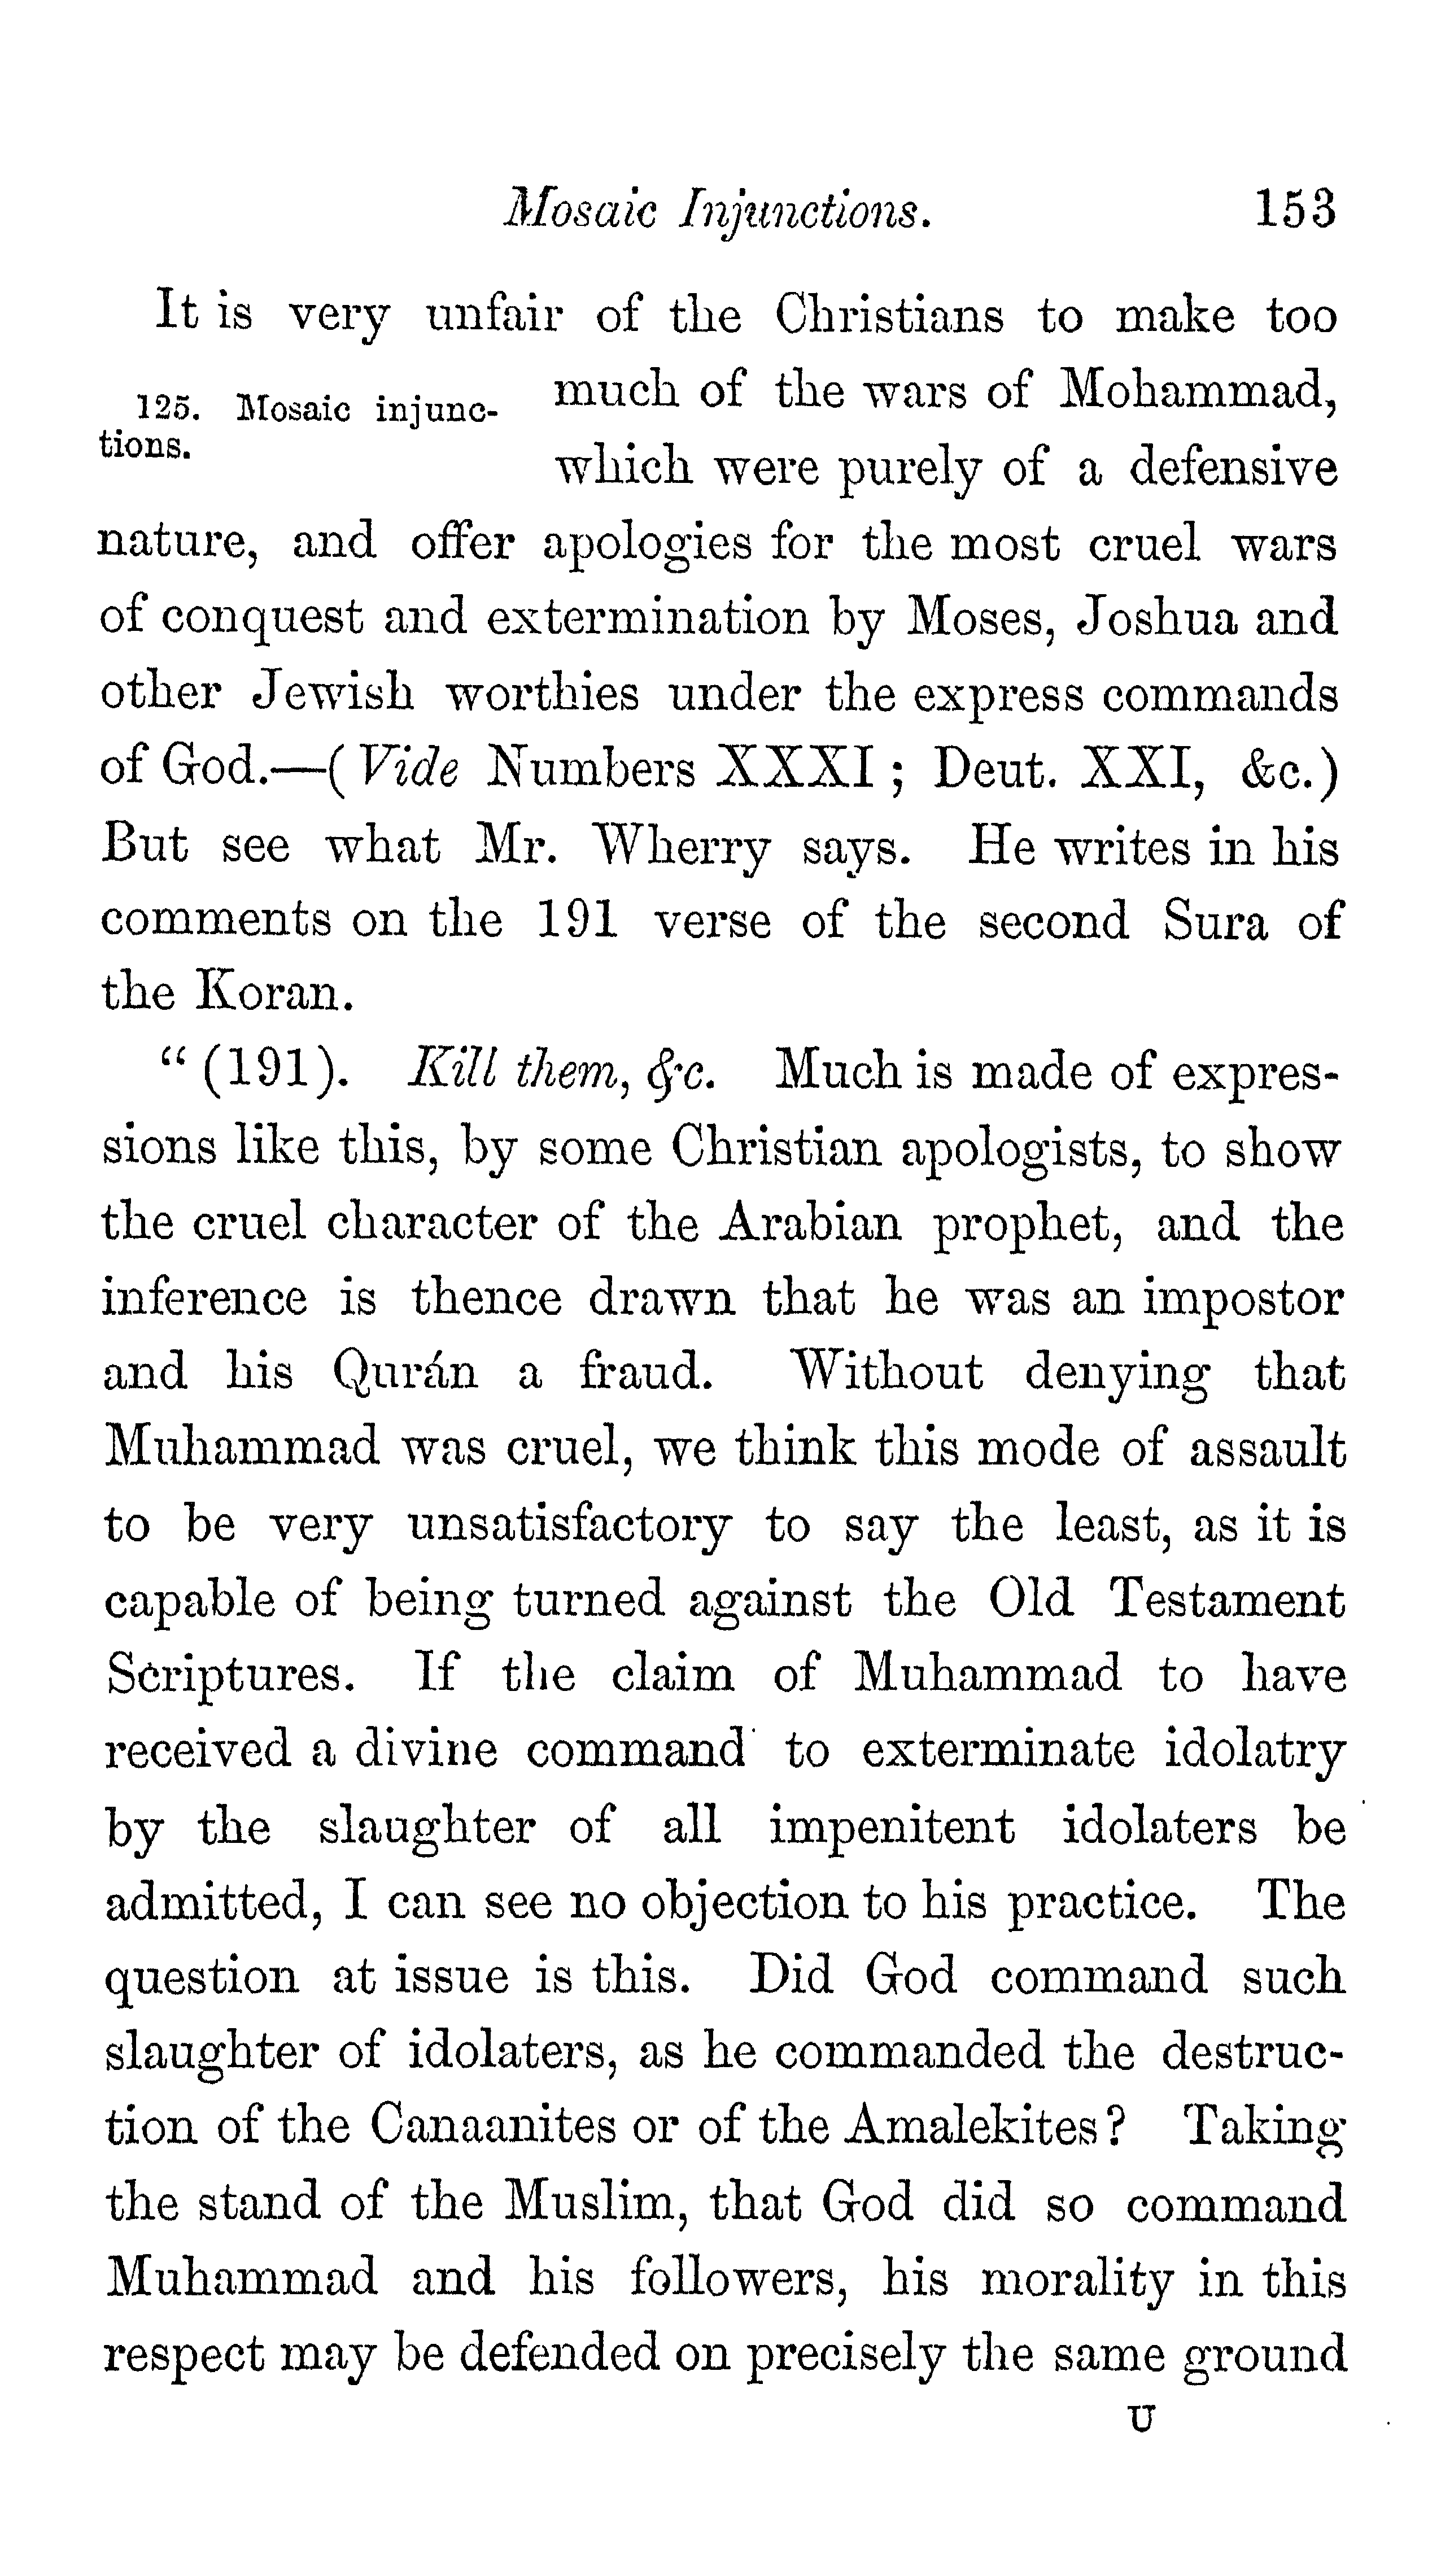 Mosaic Injunctions. 153
It is very unfair of the Christians to make too
125. Mosaic injunc-
tions.
much of the wars of Mohammad,
which were purely of a defensive
nature, and offer apologies for the most cruel wars
of conquest and extermination by Moses, Joshua and
other Jewish worthies under the express commands
of God.—(Vide Numbers XXXI; Deut. XXI, &c.)
But see what Mr. Wherry says. He writes in his
comments on the 191 verse of the second Sura of
the Koran.
“(191). Kill them, &c. Much is made of expres-
sions like this, by some Christian apologists, to show
the cruel character of the Arabian prophet, and the
inference is thence drawn that he was an impostor
and his Qurán a fraud. Without denying that
Muhammad was cruel, we think this mode of assault
to be very unsatisfactory to say the least, as it is
capable of being turned against the Old Testament
Scriptures. If the claim of Muhammad to have
received a divine command to exterminate idolatry
by the slaughter of all impenitent idolaters be
admitted, I can see no objection to his practice. The
question at issue is this. Did God command such
slaughter of idolaters, as he commanded the destruc-
tion of the Canaanites or of the Amalekites? Taking
the stand of the Muslim, that God did so command
Muhammad and his followers, his morality in this
respect may be defended on precisely the same ground
U